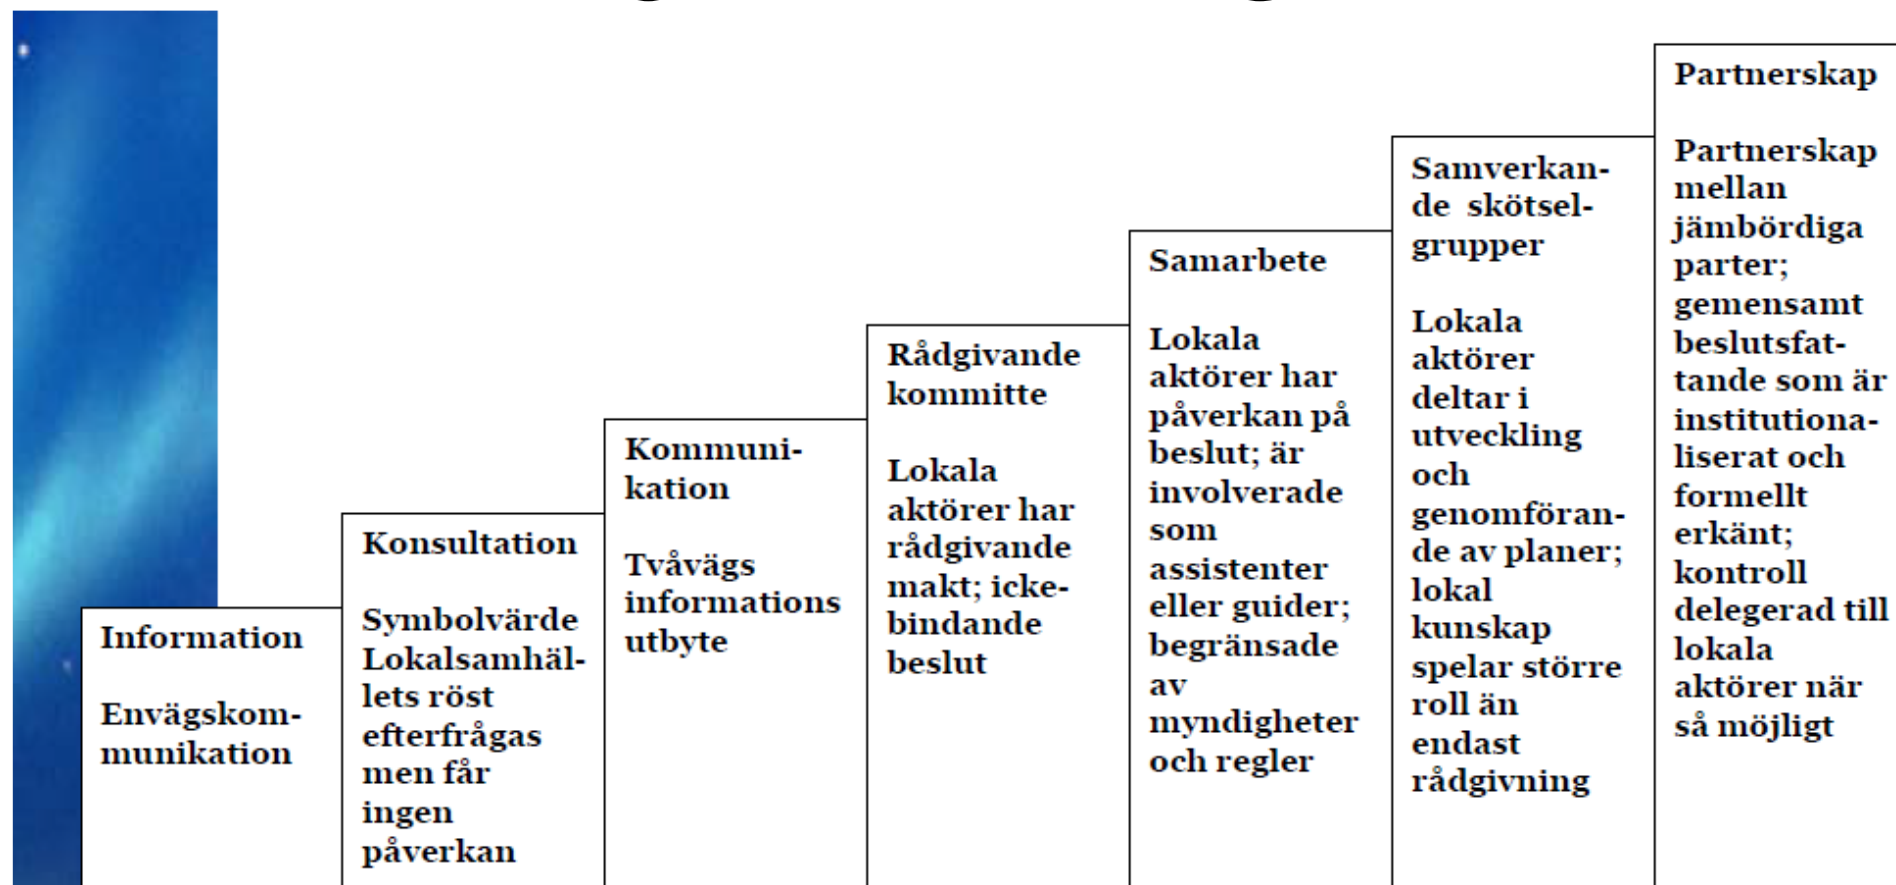 Information
Envägskom-
munikation
Konsultation
Symbolvärde
Lokalsamhäl-
lets röst
efterfrågas
men får
ingen
påverkan
Kommuni-
kation
Tvåvägs
informations
utbyte
Rådgivande
kommitte
Lokala
aktörer har
rådgivande
makt; icke-
bindande
beslut
Samarbete
Lokala
aktörer har
påverkan på
beslut; är
involverade
som
assistenter
eller guider;
begränsade
av
myndigheter
och regler
Samverkan-
de skötsel-
grupper
Lokala
aktörer
deltar i
utveckling
och
genomföran-
de av planer;
lokal
kunskap
spelar större
roll än
endast
rådgivning
Partnerskap
Partnerskap
mellan
jämbördiga
parter;
gemensamt
beslutsfat-
tande som är
institutiona-
liserat och
formellt
erkänt;
kontroll
delegerad till
lokala
aktörer när
så möjligt